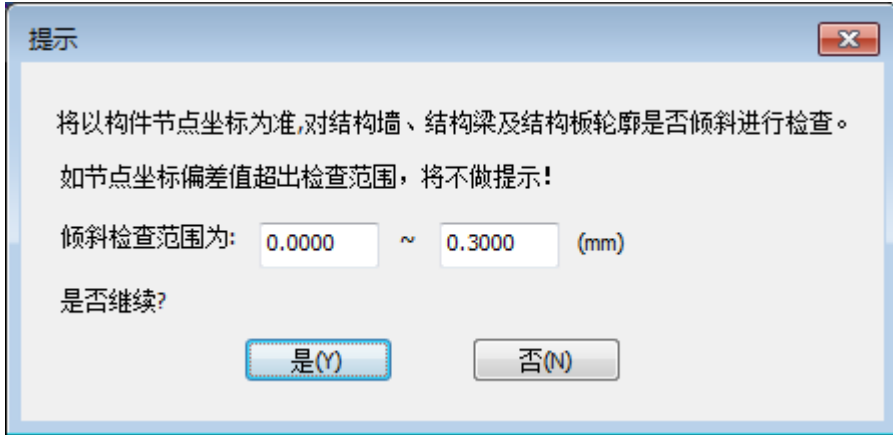 提示
将以构件节点坐标为准,对结构墙、结构梁及结构板轮廓是否倾斜进行检查。
如节点坐标偏差值超出检查范围，将不做提示!
倾斜检查范围为: 0.0000 ~ 0.3000 (mm)
是否继续?
是(Y) 否(N)